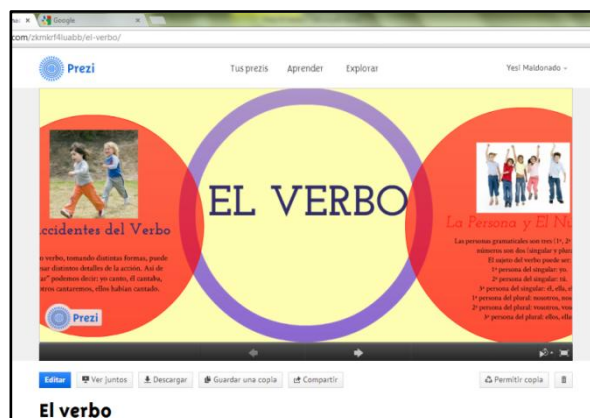 Google
.com/zkmkrf4iuabb/el-verbo/
Prezi
Tus prezis Aprender Explorar Yesi Maldonado
EL VERBO
ccidentes del Verbo
o verbo, tomando distintas formas, puede
sar distintos detalles de la acción. Así de
ar" podemos decir: yo canto, él cantaba,
otros cantaremos, ellos habían cantado.
Prezi
La Persona y El Nu
Las personas gramaticales son tres (1ª, 2ª
números son dos (singular y plu
El sujeto del verbo puede ser:
1ª persona del singular: yo.
2ª persona del singular: tú.
3ª persona del singular: él, ella,
1ª persona del plural: nosotros, nos
2ª persona del plural: vosotros, vos
3ª persona del plural: ellos, ella
Editar Ver juntos Descargar Guardar una copia Compartir Permitir copia
El verbo